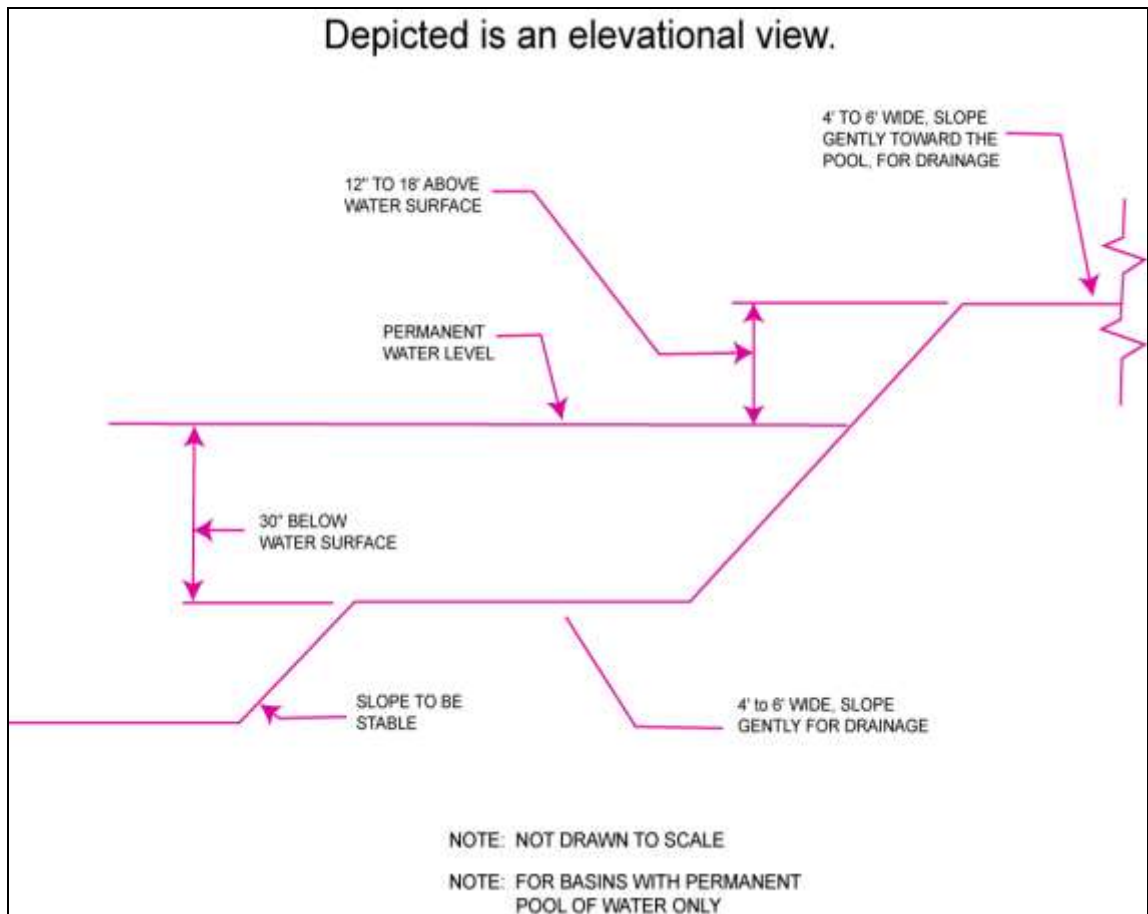 Depicted is an elevational view.
4' TO 6' WIDE, SLOPE
GENTLY TOWARD THE
POOL, FOR DRAINAGE
12" TO 18' ABOVE
WATER SURFACE
PERMANENT
WATER LEVEL
30" BELOW
WATER SURFACE
SLOPE TO BE
STABLE
4' to 6' WIDE, SLOPE
GENTLY FOR DRAINAGE
NOTE: NOT DRAWN TO SCALE
NOTE: FOR BASINS WITH PERMANENT
POOL OF WATER ONLY